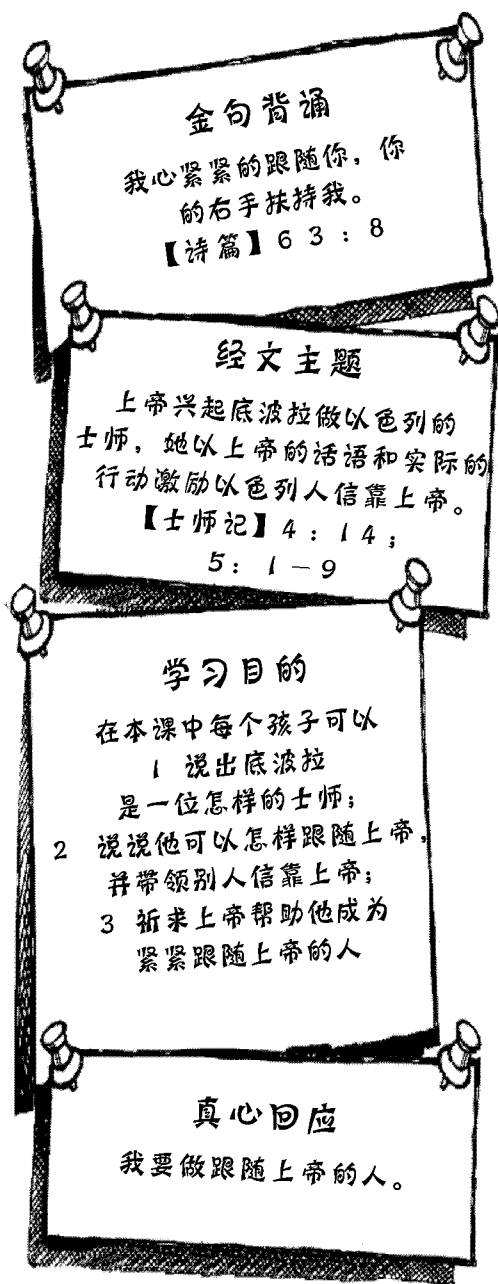 金句背诵
我心紧紧的跟随你，你
的右手扶持我。
【诗篇】6 3 : 8
经文主题
上帝兴起底波拉做以色列的
士师，她以上帝的话语和实际的
行动激励以色列人信靠上帝。
【士师记】4 : 1 4 ;
5 : 1 - 9
学习目的
在本课中每个孩子可以
1 说出底波拉
是一位怎样的士师；
2 说说他可以怎样跟随上帝，
并带领别人信靠上帝；
3 祈求上帝帮助他成为
紧紧跟随上帝的人
真心回应
我要做跟随上帝的人。